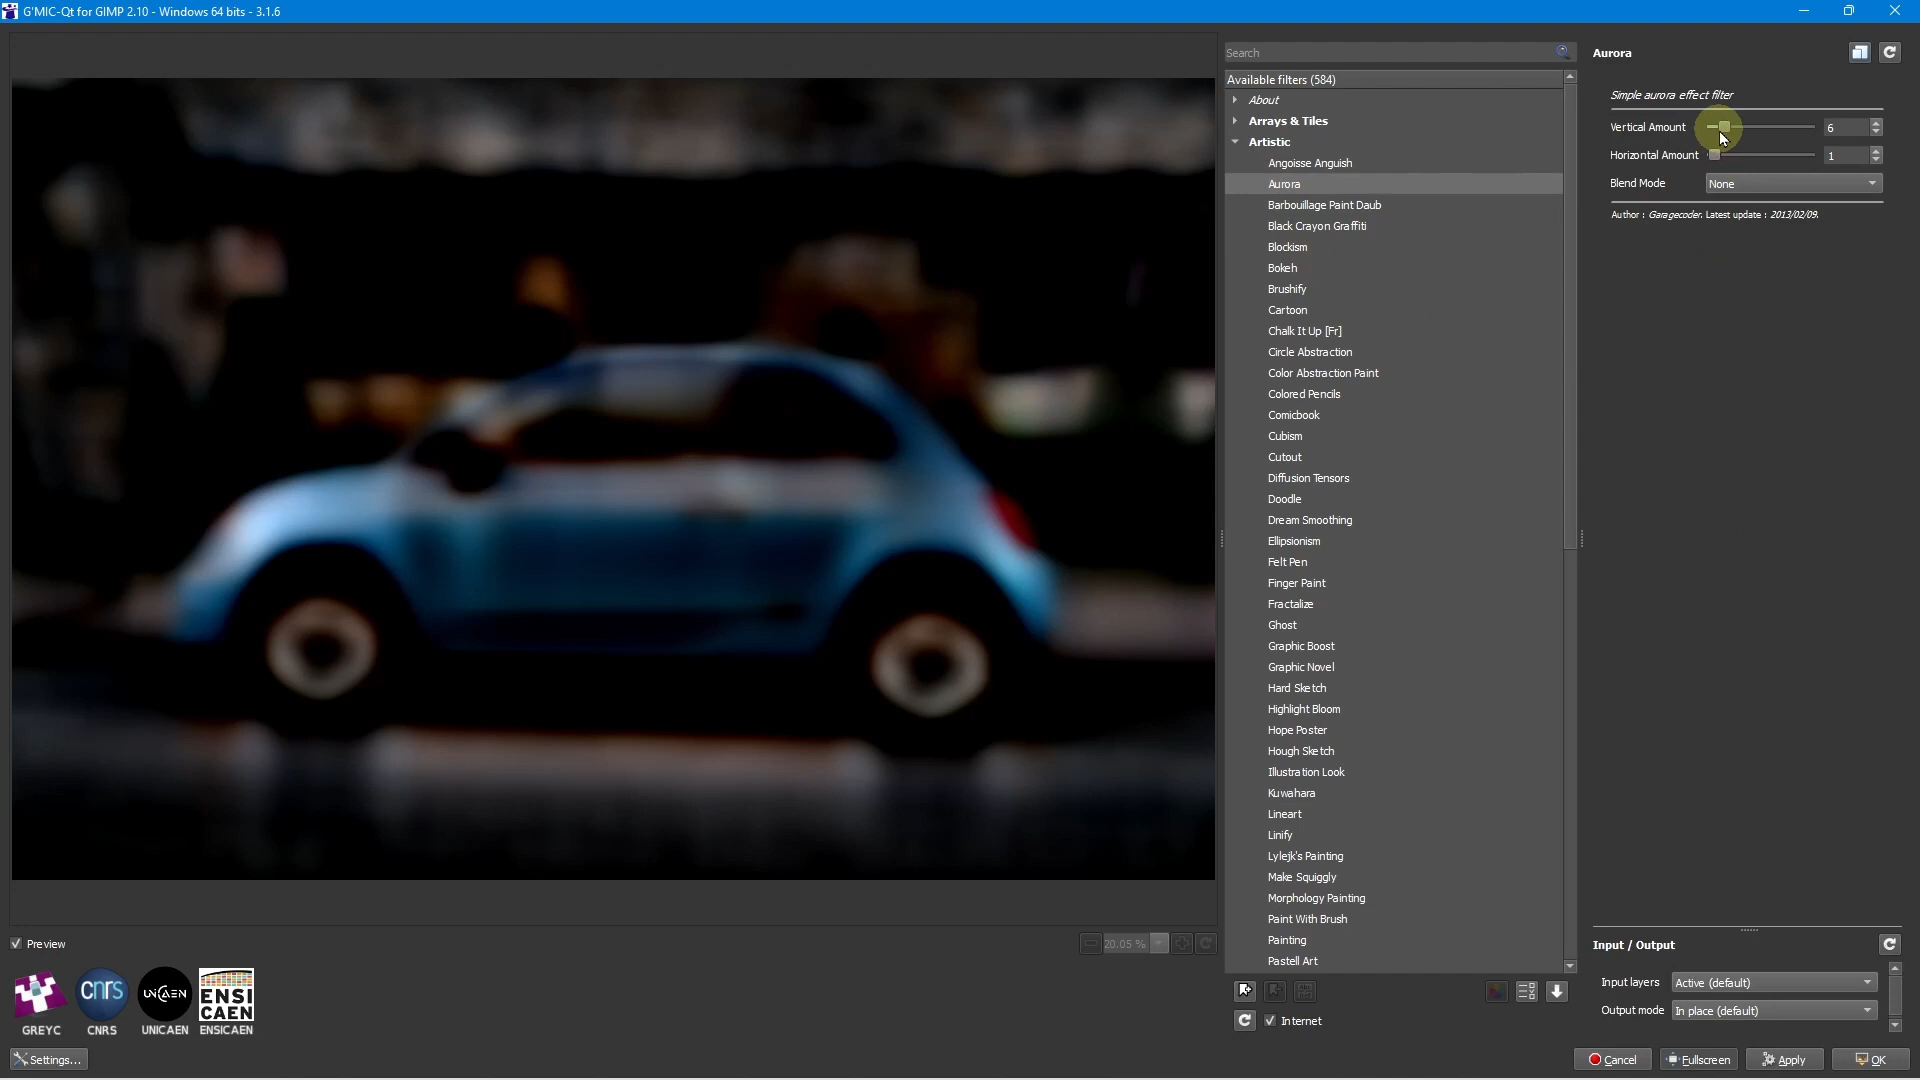 G'MIC-Qt for GIMP 2.10 - Windows 64 bits - 3.1.6
Search
Available filters (584)
About
Arrays & Tiles
Artistic
Angoisse Anguish
Aurora
Barbouillage Paint Daub
Black Crayon Graffiti
Blockism
Bokeh
Brushify
Cartoon
Chalk It Up [Fr]
Circle Abstraction
Color Abstraction Paint
Colored Pencils
Comicbook
Cubism
Cutout
Diffusion Tensors
Doodle
Dream Smoothing
Ellipsionism
Felt Pen
Finger Paint
Fractalize
Ghost
Graphic Boost
Graphic Novel
Hard Sketch
Highlight Bloom
Hope Poster
Hough Sketch
Illustration Look
Kuwahara
Lineart
Linify
Lylejk's Painting
Make Squiggly
Morphology Painting
Paint With Brush
Painting
Pastell Art
Internet
Aurora
Simple aurora effect filter
Vertical Amount 6
Horizontal Amount 1
Blend Mode None
Author : Garagecoder. Latest update : 2013/02/09.
Input / Output
Input layers Active (default)
Output mode In place (default)
Preview
20.05 %
cnrs
UNICAEN
ENSI
CAEN
GREYC CNRS UNICAEN ENSICAEN
Settings...
Cancel Fullscreen Apply OK